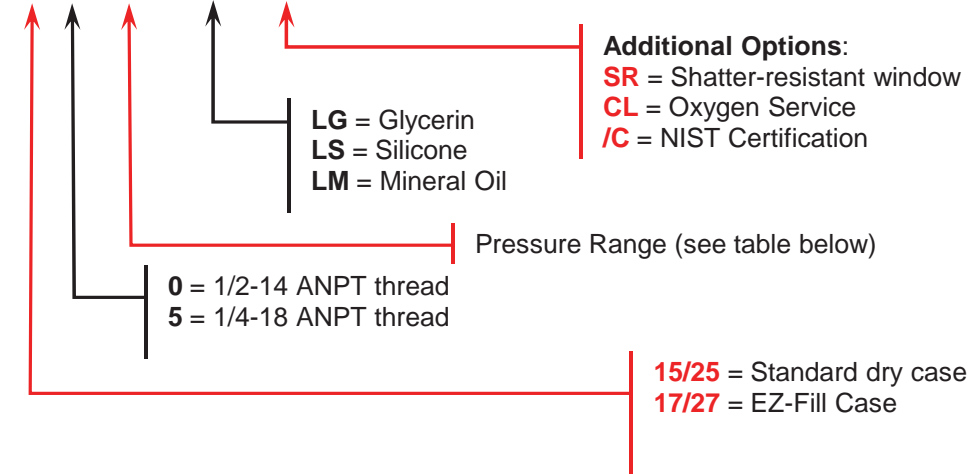 Additional Options:
SR = Shatter-resistant window
CL = Oxygen Service
/C = NIST Certification
LG = Glycerin
LS = Silicone
LM = Mineral Oil
Pressure Range (see table below)
0 = 1/2-14 ANPT thread
5 = 1/4-18 ANPT thread
15/25 = Standard dry case
17/27 = EZ-Fill Case